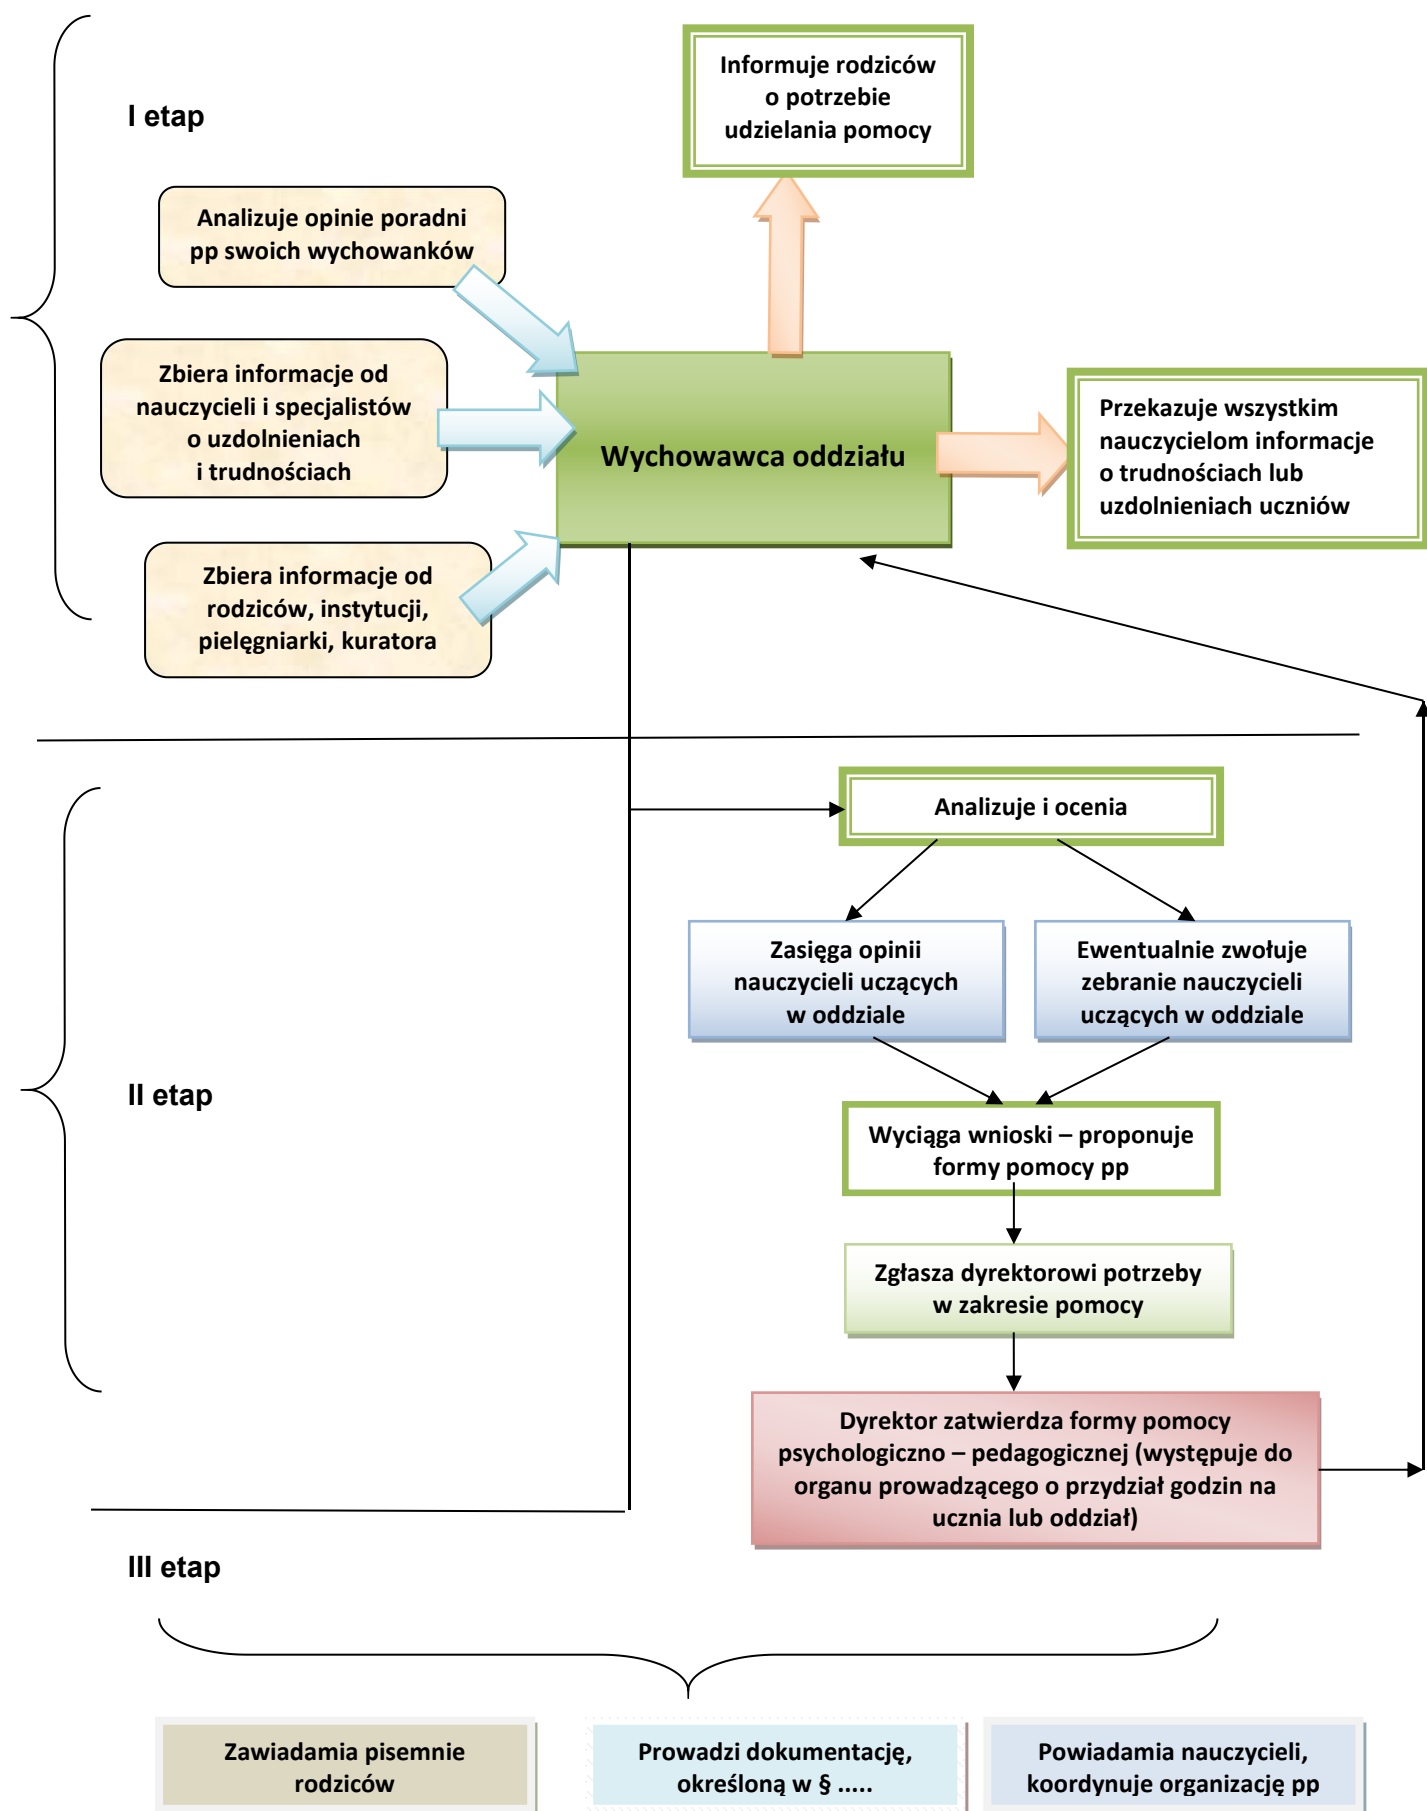 Informuje rodziców
o potrzebie
udzielania pomocy
I etap
Analizuje opinie poradni
pp swoich wychowanków
Zbiera informacje od
nauczycieli i specjalistów
o uzdolnieniach
i trudnościach
Wychowawca oddziału
Przekazuje wszystkim
nauczycielom informacje
o trudnościach lub
uzdolnieniach uczniów
Zbiera informacje od
rodziców, instytucji,
pielęgniarki, kuratora
Analizuje i ocenia
Zasięga opinii
nauczycieli uczących
w oddziale
Ewentualnie zwołuje
zebranie nauczycieli
uczących w oddziale
II etap
Wyciąga wnioski – proponuje
formy pomocy pp
Zgłasza dyrektorowi potrzeby
w zakresie pomocy
Dyrektor zatwierdza formy pomocy
psychologiczno – pedagogicznej (występuje do
organu prowadzącego o przydział godzin na
ucznia lub oddział)
III etap
Zawiadamia pisemnie
rodziców
Prowadzi dokumentację,
określoną w § .....
Powiadamia nauczycieli,
koordynuje organizację pp